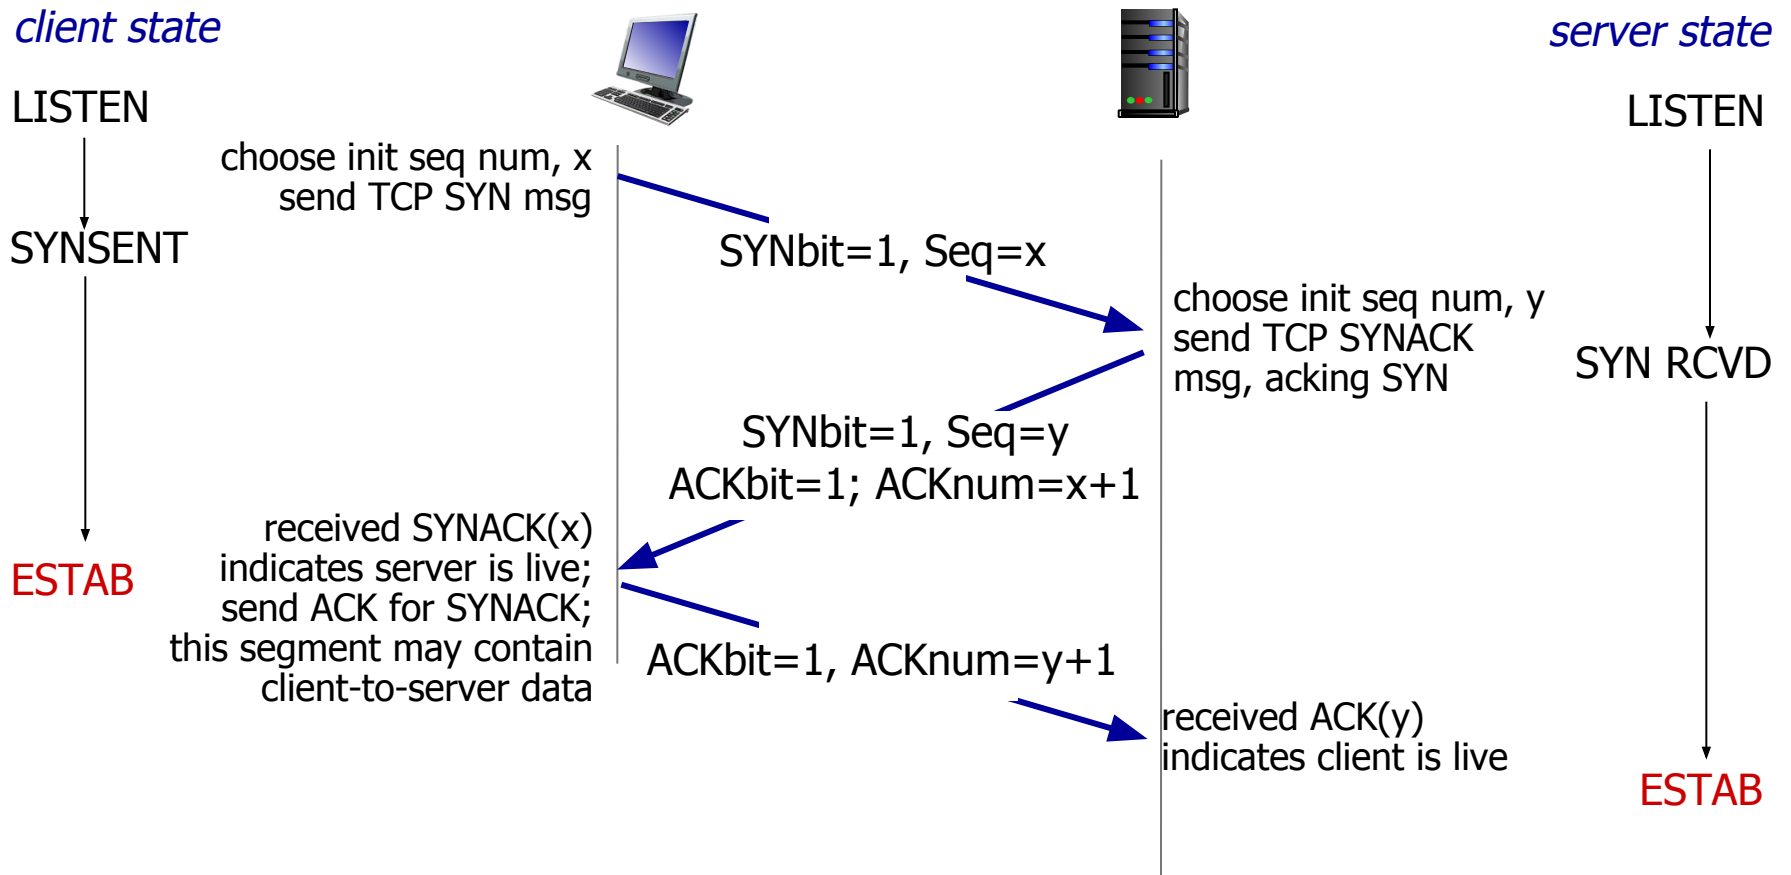 client state
server state
LISTEN
LISTEN
choose init seq num, x
send TCP SYN msg
SYNSENT
SYNbit=1, Seq=x
choose init seq num, y
send TCP SYNACK
msg, acking SYN
SYN RCVD
SYNbit=1, Seq=y
ACKbit=1; ACKnum=x+1
received SYNACK(x)
indicates server is live;
send ACK for SYNACK;
this segment may contain
client-to-server data
ESTAB
ACKbit=1, ACKnum=y+1
received ACK(y)
indicates client is live
ESTAB